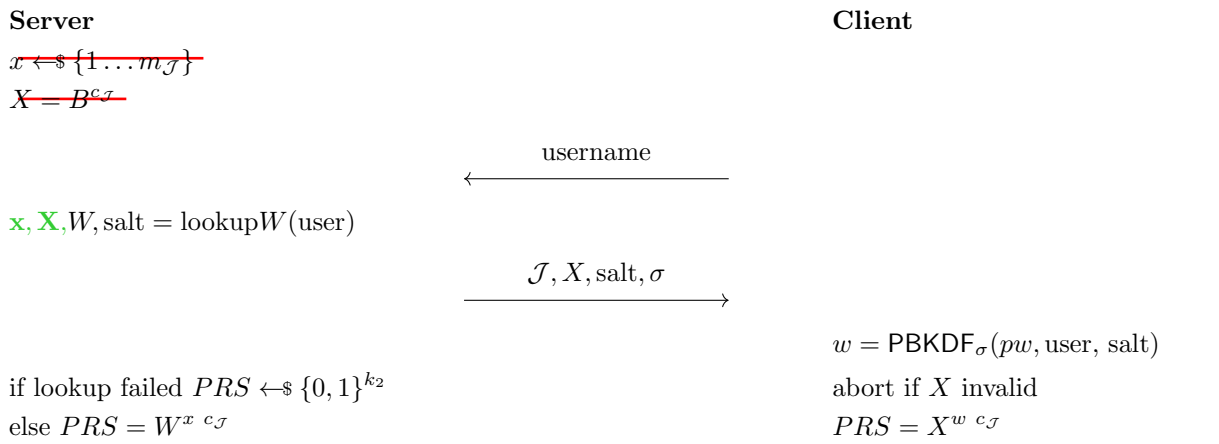 Server Client
x ←$ {1 . . . m_𝒥}
X = B^{c_𝒥}
username
x, X, W, salt = lookupW(user)
𝒥, X, salt, σ
w = PBKDF_σ(pw, user, salt)
if lookup failed PRS ←$ {0, 1}^{k_2} abort if X invalid
else PRS = W^{x c_𝒥} PRS = X^{w c_𝒥}